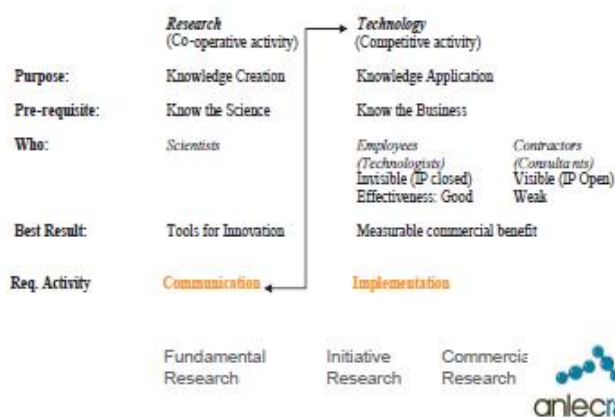 Research Technology
(Co-operative activity) (Competitive activity)
Purpose: Knowledge Creation Knowledge Application
Pre-requisite: Know the Science Know the Business
Who: Scientists Employees Contractors
(Technologists) (Consultants)
Invisible (IP closed) Visible (IP Open)
Effectiveness: Good Weak
Best Result: Tools for Innovation Measurable commercial benefit
Req. Activity Communication Implementation
Fundamental Initiative Commercia
Research Research Research
anlecr